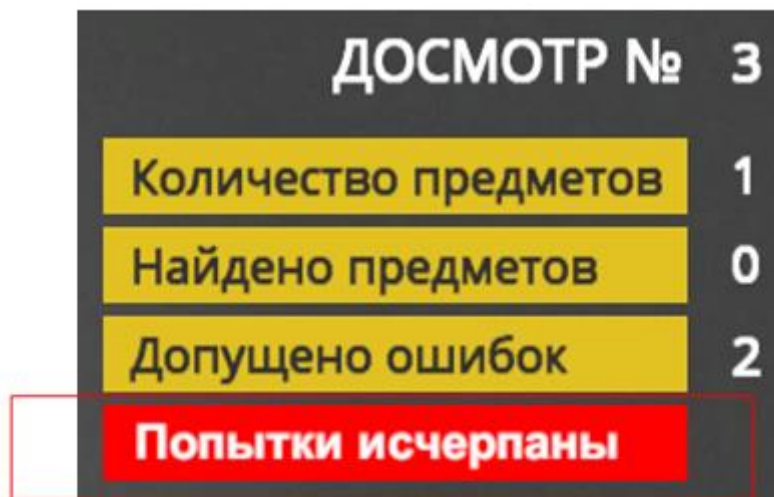 ДОСМОТР № 3
Количество предметов 1
Найдено предметов 0
Допущено ошибок 2
Попытки исчерпаны